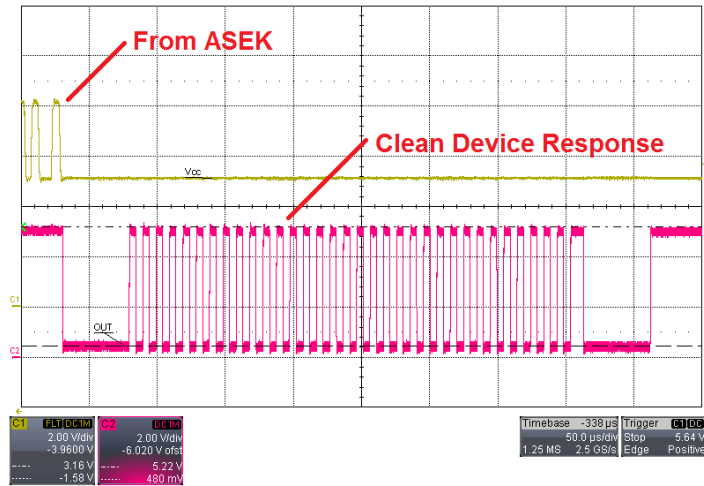 From ASEK
Clean Device Response
Vcc
C1
OUT
C2
C1 FLT DC1M
2.00 V/div
-3.9600 V
3.16 V
-1.58 V
C2 DC1M
2.00 V/div
-6.020 V ofst
5.22 V
480 mV
Timebase -338 µs
50.0 µs/div
1.25 MS 2.5 GS/s
Trigger C1 DC
Stop 5.64 V
Edge Positive